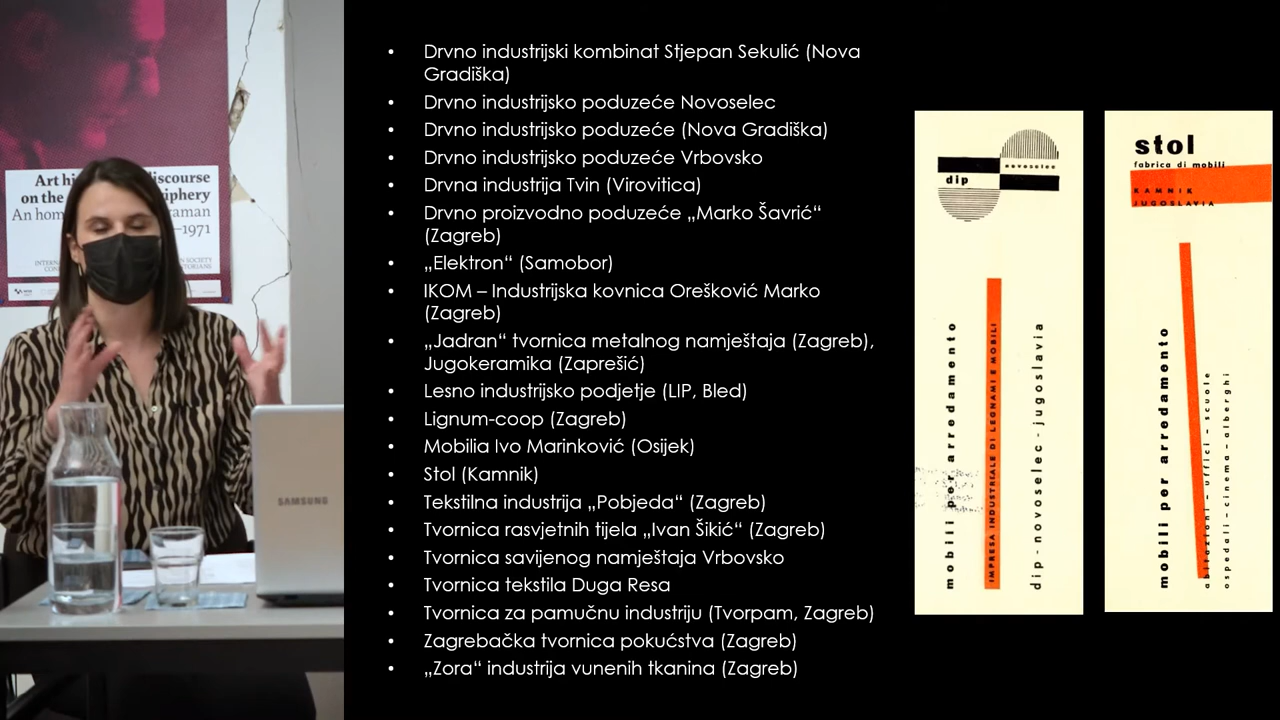 Art hi
iscourse
on the
iphery
An hom
raman
–1971
INTERN
N SOCIETY
CON
TORIANS
SAMSUNG
• Drvno industrijski kombinat Stjepan Sekulić (Nova
Gradiška)
• Drvno industrijsko poduzeće Novoselec
• Drvno industrijsko poduzeće (Nova Gradiška)
• Drvno industrijsko poduzeće Vrbovsko
• Drvna industrija Tvin (Virovitica)
• Drvno proizvodno poduzeće „Marko Šavrić“
(Zagreb)
• „Elektron“ (Samobor)
• IKOM – Industrijska kovnica Orešković Marko
(Zagreb)
• „Jadran“ tvornica metalnog namještaja (Zagreb),
Jugokeramika (Zaprešić)
• Lesno industrijsko podjetje (LIP, Bled)
• Lignum-coop (Zagreb)
• Mobilia Ivo Marinković (Osijek)
• Stol (Kamnik)
• Tekstilna industrija „Pobjeda“ (Zagreb)
• Tvornica rasvjetnih tijela „Ivan Šikić“ (Zagreb)
• Tvornica savijenog namještaja Vrbovsko
• Tvornica tekstila Duga Resa
• Tvornica za pamučnu industriju (Tvorpam, Zagreb)
• Zagrebačka tvornica pokućstva (Zagreb)
• „Zora“ industrija vunenih tkanina (Zagreb)
novoselec
dip
mobili per arredamento
IMPRESA INDUSTRIALE DI LEGNAMI E MOBILI
dip-novoselec-jugoslavia
stol
fabrica di mobili
KAMNIK
JUGOSLAVIA
mobili per arredamento
abitazioni – uffici – scuole
ospedali-cinema-alberghi